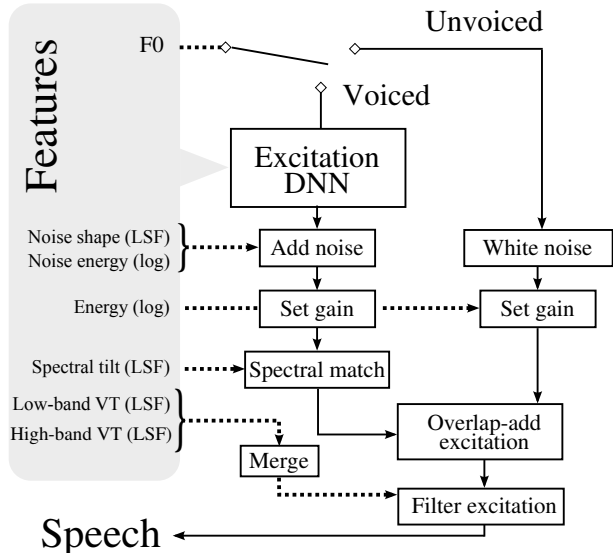 Features
F0
Unvoiced
Voiced
Excitation
DNN
Noise shape (LSF)
Noise energy (log)
Add noise
White noise
Energy (log)
Set gain
Set gain
Spectral tilt (LSF)
Spectral match
Low-band VT (LSF)
High-band VT (LSF)
Overlap-add
excitation
Merge
Filter excitation
Speech